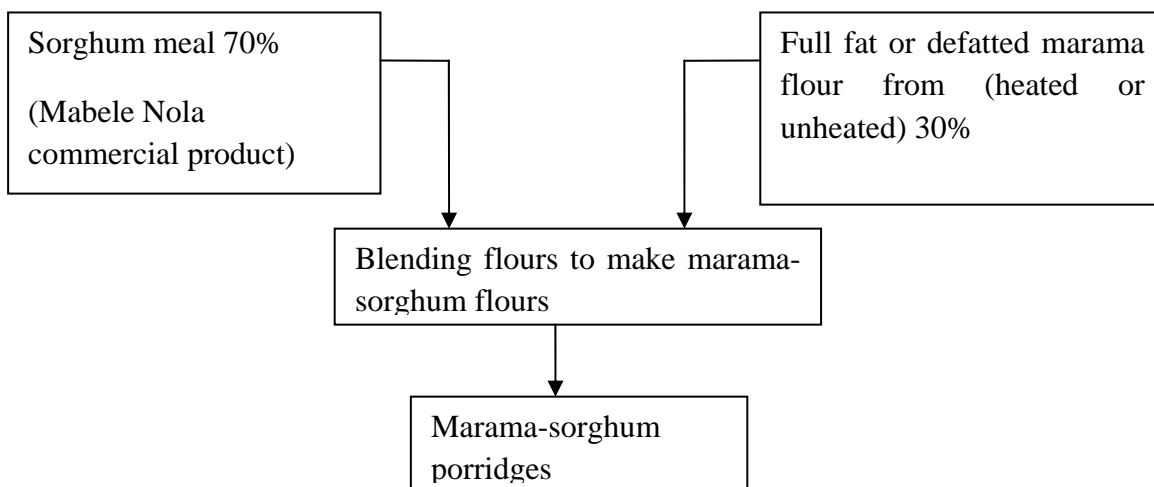 Sorghum meal 70%
(Mabele Nola
commercial product)
Full fat or defatted marama
flour from (heated or
unheated) 30%
Blending flours to make marama-
sorghum flours
Marama-sorghum
porridges